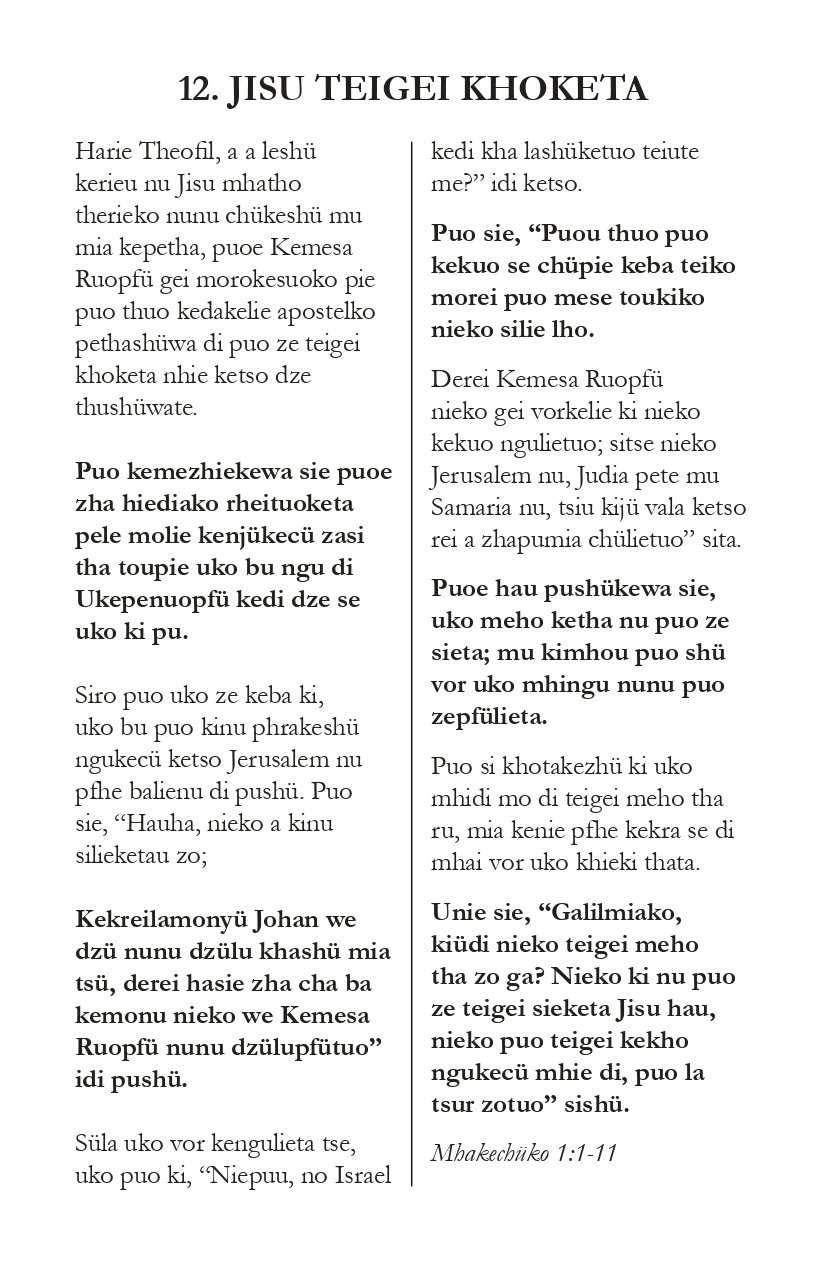 12. JISU TEIGEI KHOKETA
Harie Theofil, a a leshü
kerieu nu Jisu mhatho
therieko nunu chükeshü mu
mia kepetha, puoe Kemesa
Ruopfü gei morokesuoko pie
puo thuo kedakelie apostelko
pethashüwa di puo ze teigei
khoketa nhie ketso dze
thushüwate.
Puo kemezhiekewa sie puoe
zha hiediako rheituoketa
pele molie kenjükecü zasi
tha toupie uko bu ngu di
Ukepenuopfü kedi dze se
uko ki pu.
Siro puo uko ze keba ki,
uko bu puo kinu phrakeshü
ngukecü ketso Jerusalem nu
pfhe balienu di pushü. Puo
sie, “Hauha, nieko a kinu
silieketau zo;
Kekreilamonyü Johan we
dzü nunu dzülu khashü mia
tsü, derei hasie zha cha ba
kemonu nieko we Kemesa
Ruopfü nunu dzülupfütuo”
idi pushü.
Süla uko vor kengulieta tse,
uko puo ki, “Niepuu, no Israel
kedi kha lashüketuo teiute
me?” idi ketso.
Puo sie, “Puou thuo puo
kekuo se chüpie keba teiko
morei puo mese toukiko
nieko silie lho.
Derei Kemesa Ruopfü
nieko gei vorkelie ki nieko
kekuo ngulietuo; sitse nieko
Jerusalem nu, Judia pete mu
Samaria nu, tsiu kijü vala ketso
rei a zhapumia chülietuo” sita.
Puoe hau pushükewa sie,
uko meho ketha nu puo ze
sieta; mu kimhou puo shü
vor uko mhingu nunu puo
zepfülieta.
Puo si khotakezhü ki uko
mhidi mo di teigei meho tha
ru, mia kenie pfhe kekra se di
mhai vor uko khieki thata.
Unie sie, “Galilmiako,
kiüdi nieko teigei meho
tha zo ga? Nieko ki nu puo
ze teigei sieketa Jisu hau,
nieko puo teigei kekho
ngukecü mhie di, puo la
tsur zotuo” sishü.
Mhakechüko 1:1-11